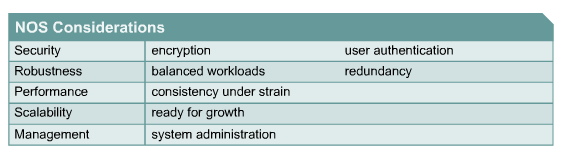 NOS Considerations
Security encryption user authentication
Robustness balanced workloads redundancy
Performance consistency under strain
Scalability ready for growth
Management system administration